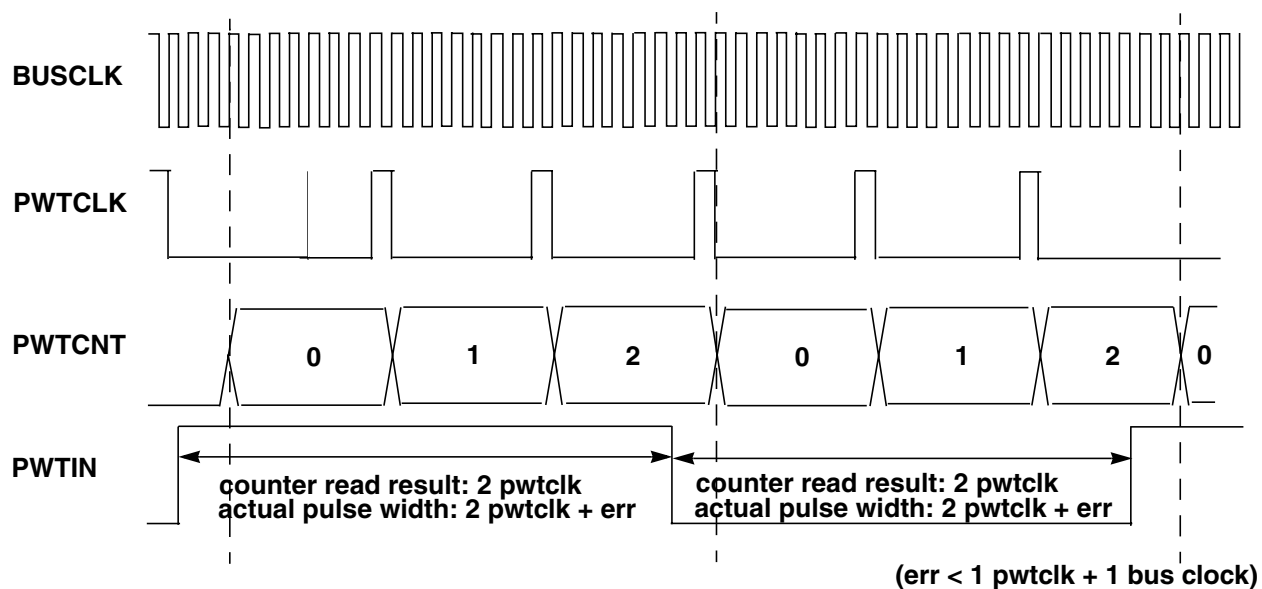 BUSCLK
PWTCLK
PWTCNT
0 1 2 0 1 2 0
PWTIN
counter read result: 2 pwtclk
actual pulse width: 2 pwtclk + err
counter read result: 2 pwtclk
actual pulse width: 2 pwtclk + err
(err < 1 pwtclk + 1 bus clock)